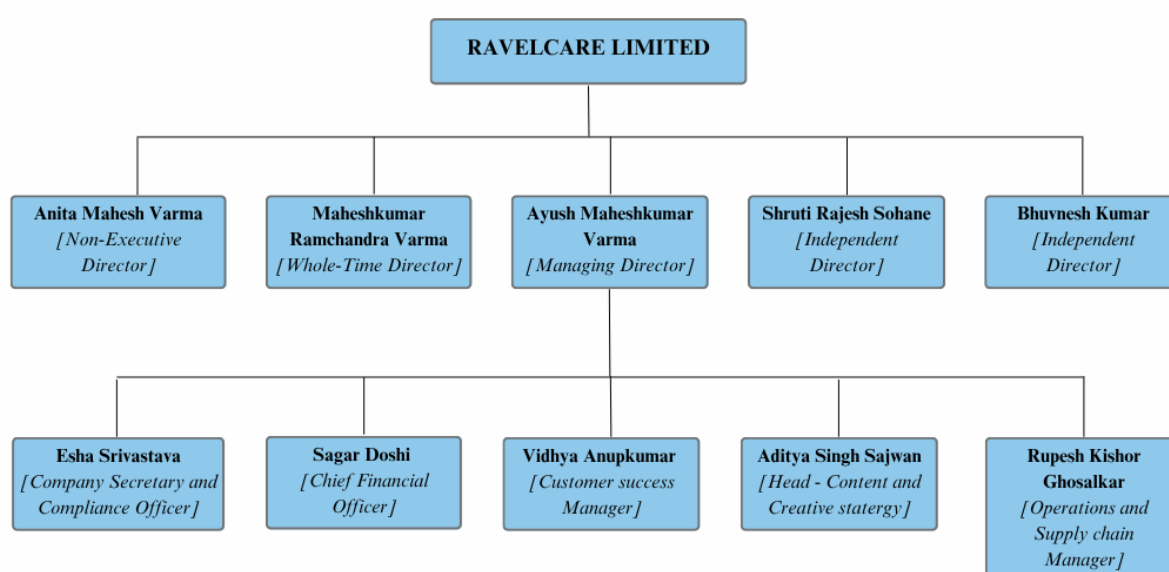 RAVELCARE LIMITED
Anita Mahesh Varma
[Non-Executive
Director]
Maheshkumar
Ramchandra Varma
[Whole-Time Director]
Ayush Maheshkumar
Varma
[Managing Director]
Shruti Rajesh Sohane
[Independent
Director]
Bhuvnesh Kumar
[Independent
Director]
Esha Srivastava
[Company Secretary and
Compliance Officer]
Sagar Doshi
[Chief Financial
Officer]
Vidhya Anupkumar
[Customer success
Manager]
Aditya Singh Sajwan
[Head - Content and
Creative statergy]
Rupesh Kishor
Ghosalkar
[Operations and
Supply chain
Manager]